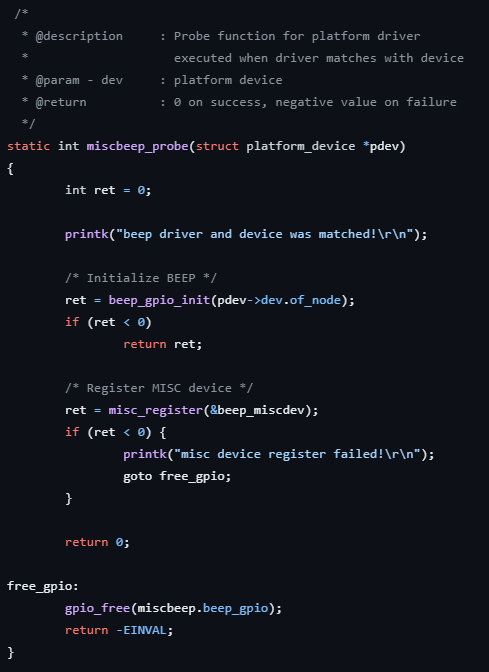 /*
 * @description     : Probe function for platform driver
 *                    executed when driver matches with device
 * @param - dev     : platform device
 * @return          : 0 on success, negative value on failure
 */
static int miscbeep_probe(struct platform_device *pdev)
{
        int ret = 0;

        printk("beep driver and device was matched!\r\n");

        /* Initialize BEEP */
        ret = beep_gpio_init(pdev->dev.of_node);
        if (ret < 0)
                return ret;

        /* Register MISC device */
        ret = misc_register(&beep_miscdev);
        if (ret < 0) {
                printk("misc device register failed!\r\n");
                goto free_gpio;
        }

        return 0;

free_gpio:
        gpio_free(miscbeep.beep_gpio);
        return -EINVAL;
}